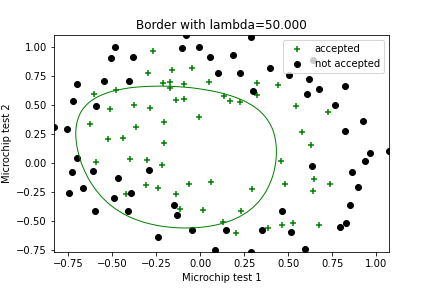 Border with lambda=50.000
accepted
not accepted
Microchip test 2
1.00
0.75
0.50
0.25
0.00
−0.25
−0.50
−0.75
−0.75 −0.50 −0.25 0.00 0.25 0.50 0.75 1.00
Microchip test 1